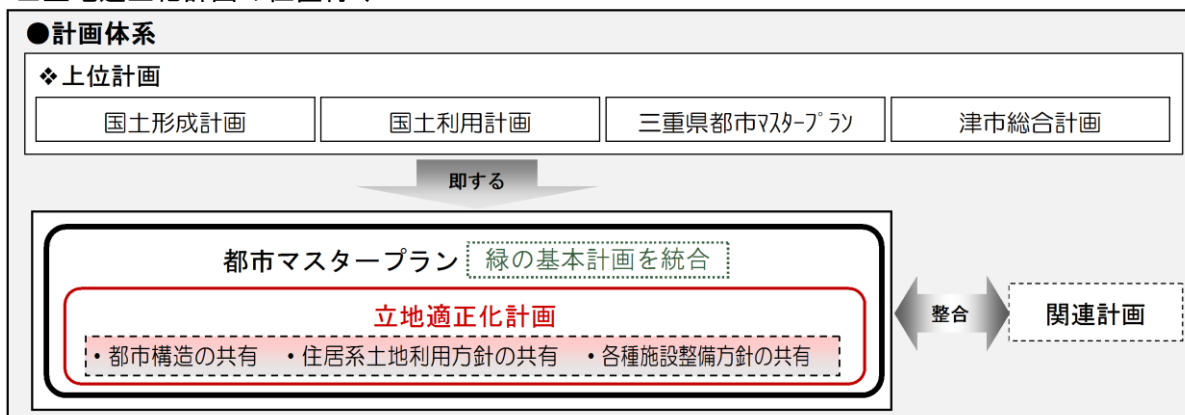 ●計画体系
❖上位計画
国土形成計画 国土利用計画 三重県都市ﾏｽﾀｰﾌﾟﾗﾝ 津市総合計画
即する
都市マスタープラン 緑の基本計画を統合
立地適正化計画
・都市構造の共有 ・住居系土地利用方針の共有 ・各種施設整備方針の共有
整合
関連計画